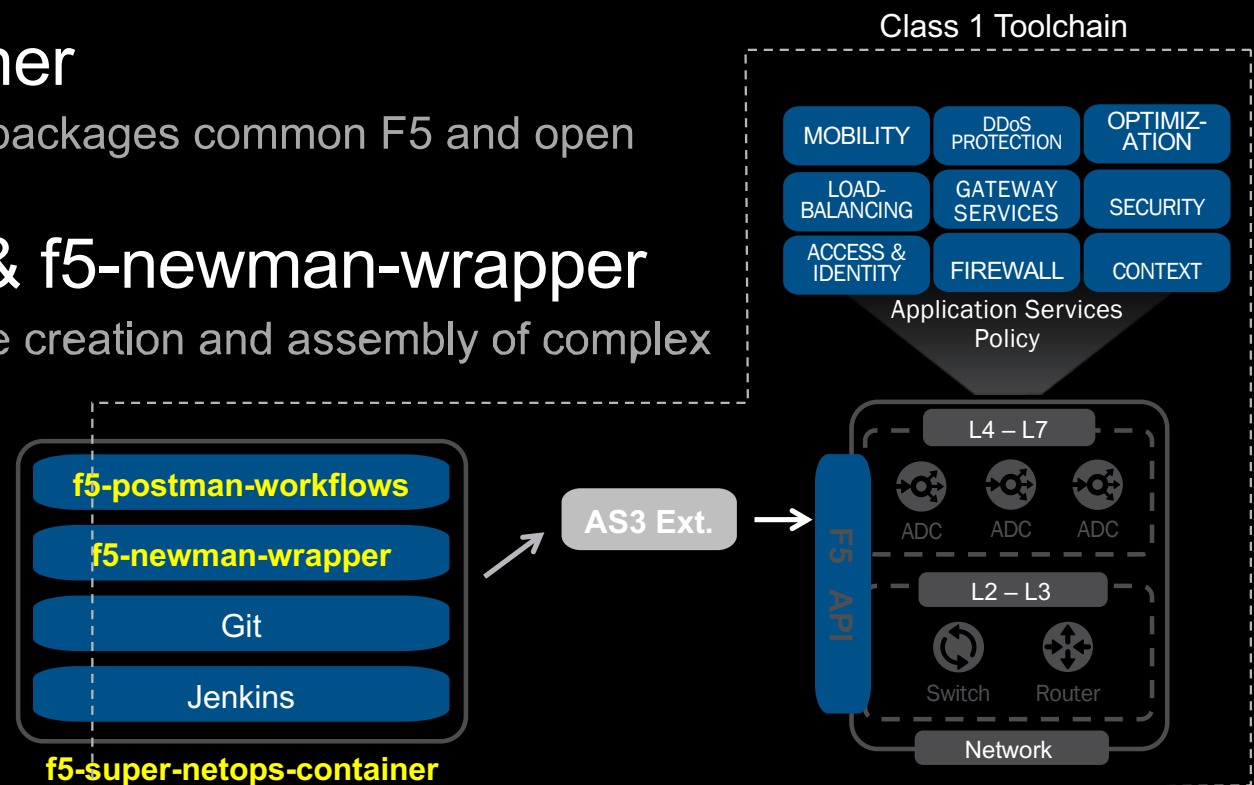 Class 1 Toolchain
ner
packages common F5 and open
& f5-newman-wrapper
e creation and assembly of complex
MOBILITY
DDoS
PROTECTION
OPTIMIZ-
ATION
LOAD-
BALANCING
GATEWAY
SERVICES
SECURITY
ACCESS &
IDENTITY
FIREWALL
CONTEXT
Application Services
Policy
f5-postman-workflows
f5-newman-wrapper
Git
Jenkins
f5-super-netops-container
AS3 Ext.
F5 API
L4 – L7
ADC
ADC
ADC
L2 – L3
Switch
Router
Network